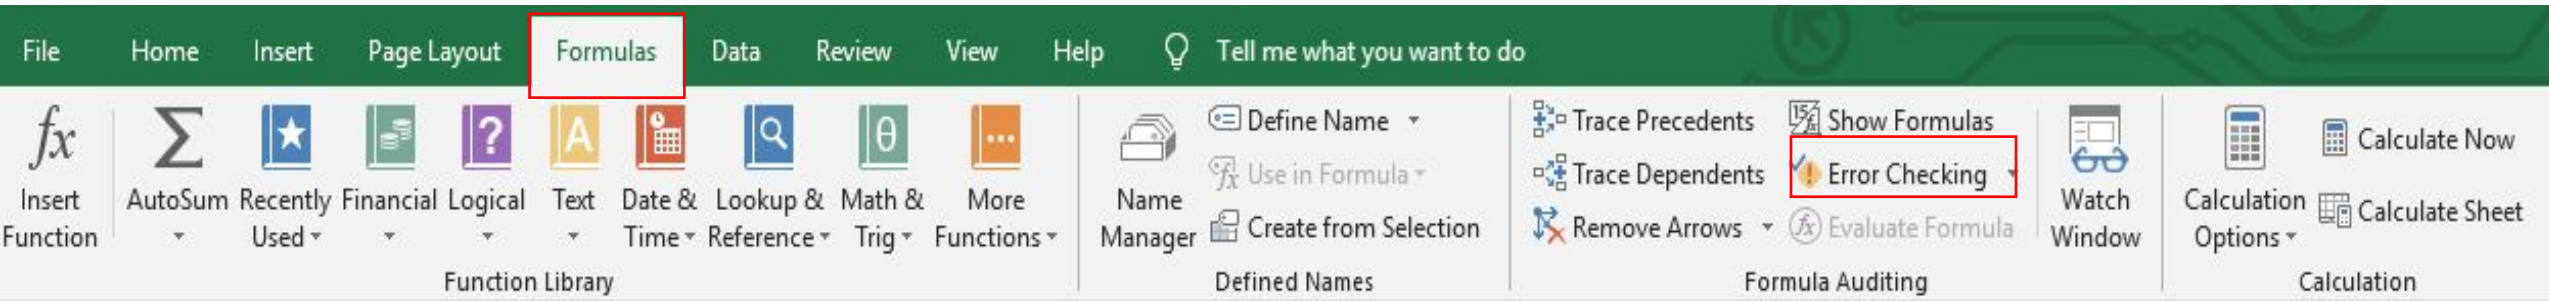 File Home Insert Page Layout Formulas Data Review View Help Tell me what you want to do
fx
Insert
Function
AutoSum
Recently
Used
Financial
Logical
Text
Date &
Time
Lookup &
Reference
Math &
Trig
More
Functions
Function Library
Name
Manager
Define Name
Use in Formula
Create from Selection
Defined Names
Trace Precedents
Trace Dependents
Remove Arrows
Show Formulas
Error Checking
Evaluate Formula
Watch
Window
Formula Auditing
Calculation
Options
Calculate Now
Calculate Sheet
Calculation